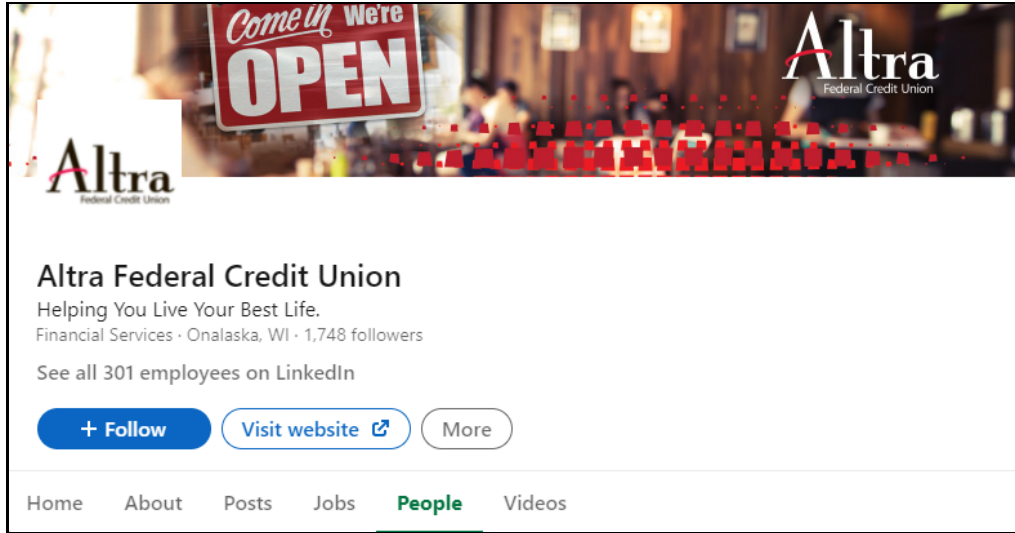 Come in We're
OPEN
Altra
Federal Credit Union
Altra
Federal Credit Union
Altra Federal Credit Union
Helping You Live Your Best Life.
Financial Services · Onalaska, WI · 1,748 followers
See all 301 employees on LinkedIn
+ Follow Visit website More
Home About Posts Jobs People Videos